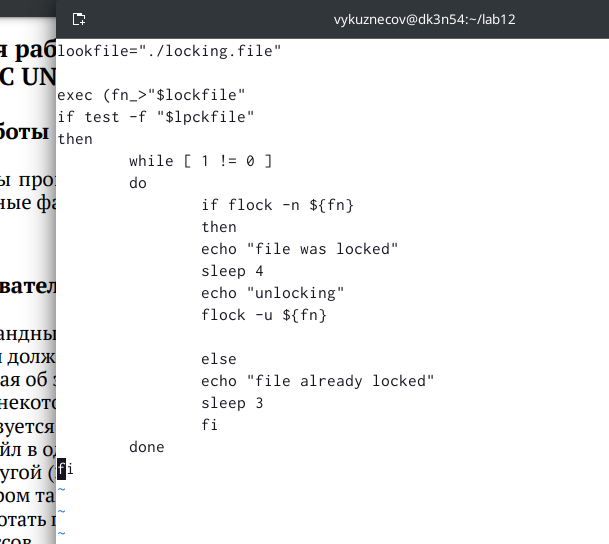 vykuznecov@dk3n54:~/lab12
я раб
С UN
боты
ы про
ные фа
вател
андны
і долж
ая об з
некото
зуется
йл в од
угой (
ром та
отать п
ссов
lookfile="./locking.file"
exec (fn_>"$lockfile"
if test -f "$lpckfile"
then
while [ 1 != 0 ]
do
if flock -n ${fn}
then
echo "file was locked"
sleep 4
echo "unlocking"
flock -u ${fn}
else
echo "file already locked"
sleep 3
fi
done
fi
~
~
~